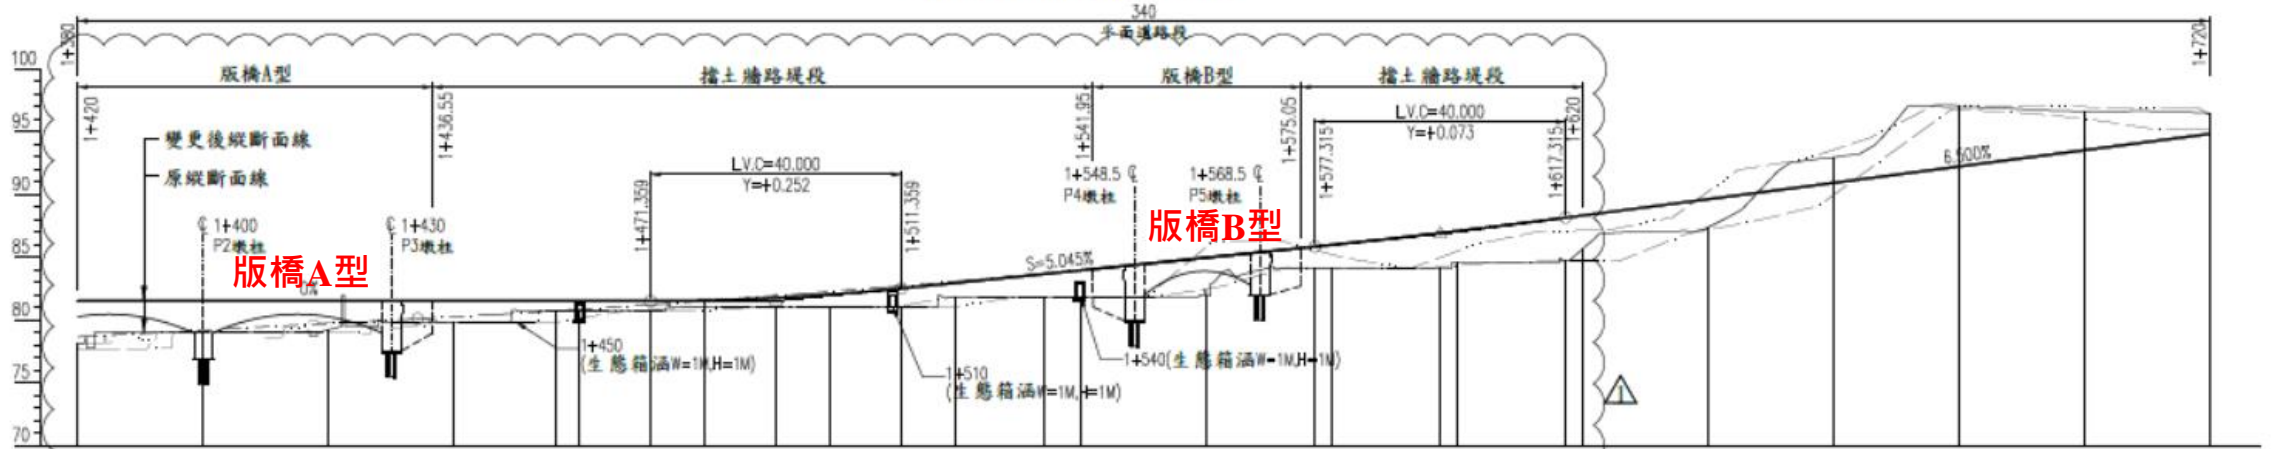 340
平面道路段
1+380
1+720
100
95
90
85
80
75
70
版橋A型
擋土牆路堤段
版橋B型
擋土牆路堤段
1+420
1+436.55
1+541.95
1+575.05
1+620
變更後縱斷面線
原縱斷面線
L.V.C=40.000
Y=+0.252
1+471.359
1+511.359
L.V.C=40.000
Y=+0.073
1+577.315
1+617.315
℄ 1+400
P2墩柱
℄ 1+430
P3墩柱
1+548.5 ℄
P4墩柱
1+568.5 ℄
P5墩柱
版橋A型
版橋B型
0%
S=5.045%
6.500%
1+450
(生態箱涵W=1M,H=1M)
1+510
(生態箱涵W=1M,H=1M)
1+540(生態箱涵W=1M,H=1M)
1